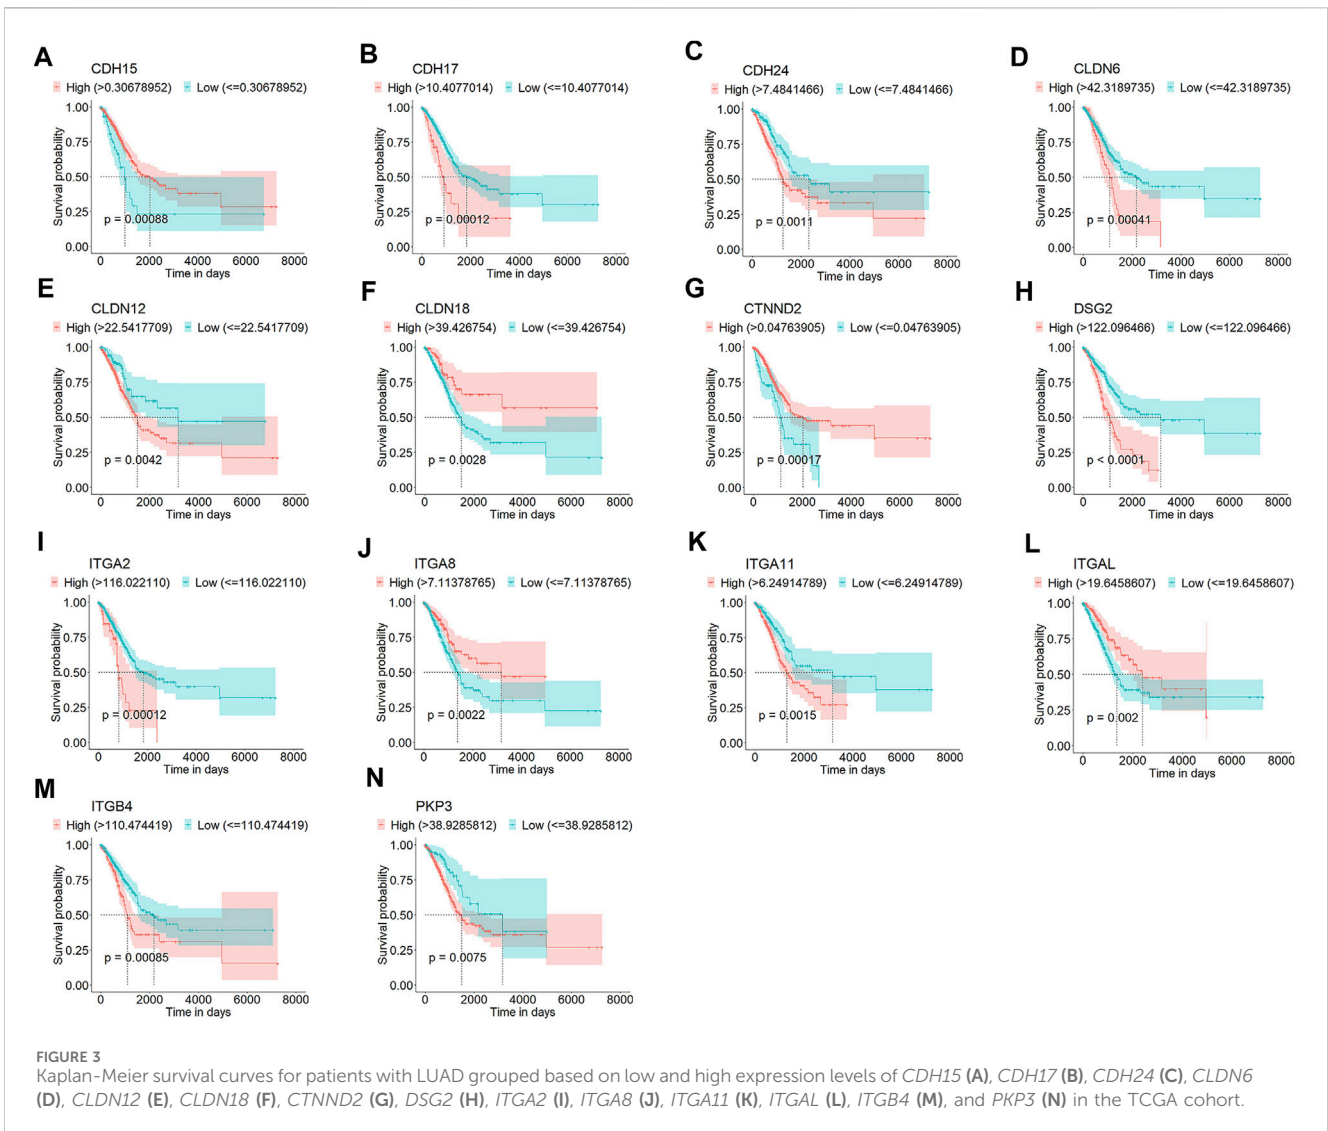 A
CDH15
High (>0.30678952) Low (<=0.30678952)
Survival probability
1.00
0.75
0.50
0.25
0.00
p = 0.00088
0 2000 4000 6000 8000
Time in days
B
CDH17
High (>10.4077014) Low (<=10.4077014)
Survival probability
1.00
0.75
0.50
0.25
0.00
p = 0.00012
0 2000 4000 6000 8000
Time in days
C
CDH24
High (>7.4841466) Low (<=7.4841466)
Survival probability
1.00
0.75
0.50
0.25
0.00
p = 0.0011
0 2000 4000 6000 8000
Time in days
D
CLDN6
High (>42.3189735) Low (<=42.3189735)
Survival probability
1.00
0.75
0.50
0.25
0.00
p = 0.00041
0 2000 4000 6000 8000
Time in days
E
CLDN12
High (>22.5417709) Low (<=22.5417709)
Survival probability
1.00
0.75
0.50
0.25
0.00
p = 0.0042
0 2000 4000 6000 8000
Time in days
F
CLDN18
High (>39.426754) Low (<=39.426754)
Survival probability
1.00
0.75
0.50
0.25
0.00
p = 0.0028
0 2000 4000 6000 8000
Time in days
G
CTNND2
High (>0.04763905) Low (<=0.04763905)
Survival probability
1.00
0.75
0.50
0.25
0.00
p = 0.00017
0 2000 4000 6000 8000
Time in days
H
DSG2
High (>122.096466) Low (<=122.096466)
Survival probability
1.00
0.75
0.50
0.25
0.00
p < 0.0001
0 2000 4000 6000 8000
Time in days
I
ITGA2
High (>116.022110) Low (<=116.022110)
Survival probability
1.00
0.75
0.50
0.25
0.00
p = 0.00012
0 2000 4000 6000 8000
Time in days
J
ITGA8
High (>7.11378765) Low (<=7.11378765)
Survival probability
1.00
0.75
0.50
0.25
0.00
p = 0.0022
0 2000 4000 6000 8000
Time in days
K
ITGA11
High (>6.24914789) Low (<=6.24914789)
Survival probability
1.00
0.75
0.50
0.25
0.00
p = 0.0015
0 2000 4000 6000 8000
Time in days
L
ITGAL
High (>19.6458607) Low (<=19.6458607)
Survival probability
1.00
0.75
0.50
0.25
0.00
p = 0.002
0 2000 4000 6000 8000
Time in days
M
ITGB4
High (>110.474419) Low (<=110.474419)
Survival probability
1.00
0.75
0.50
0.25
0.00
p = 0.00085
0 2000 4000 6000 8000
Time in days
N
PKP3
High (>38.9285812) Low (<=38.9285812)
Survival probability
1.00
0.75
0.50
0.25
0.00
p = 0.0075
0 2000 4000 6000 8000
Time in days
FIGURE 3
Kaplan-Meier survival curves for patients with LUAD grouped based on low and high expression levels of CDH15 (A), CDH17 (B), CDH24 (C), CLDN6
(D), CLDN12 (E), CLDN18 (F), CTNND2 (G), DSG2 (H), ITGA2 (I), ITGA8 (J), ITGA11 (K), ITGAL (L), ITGB4 (M), and PKP3 (N) in the TCGA cohort.